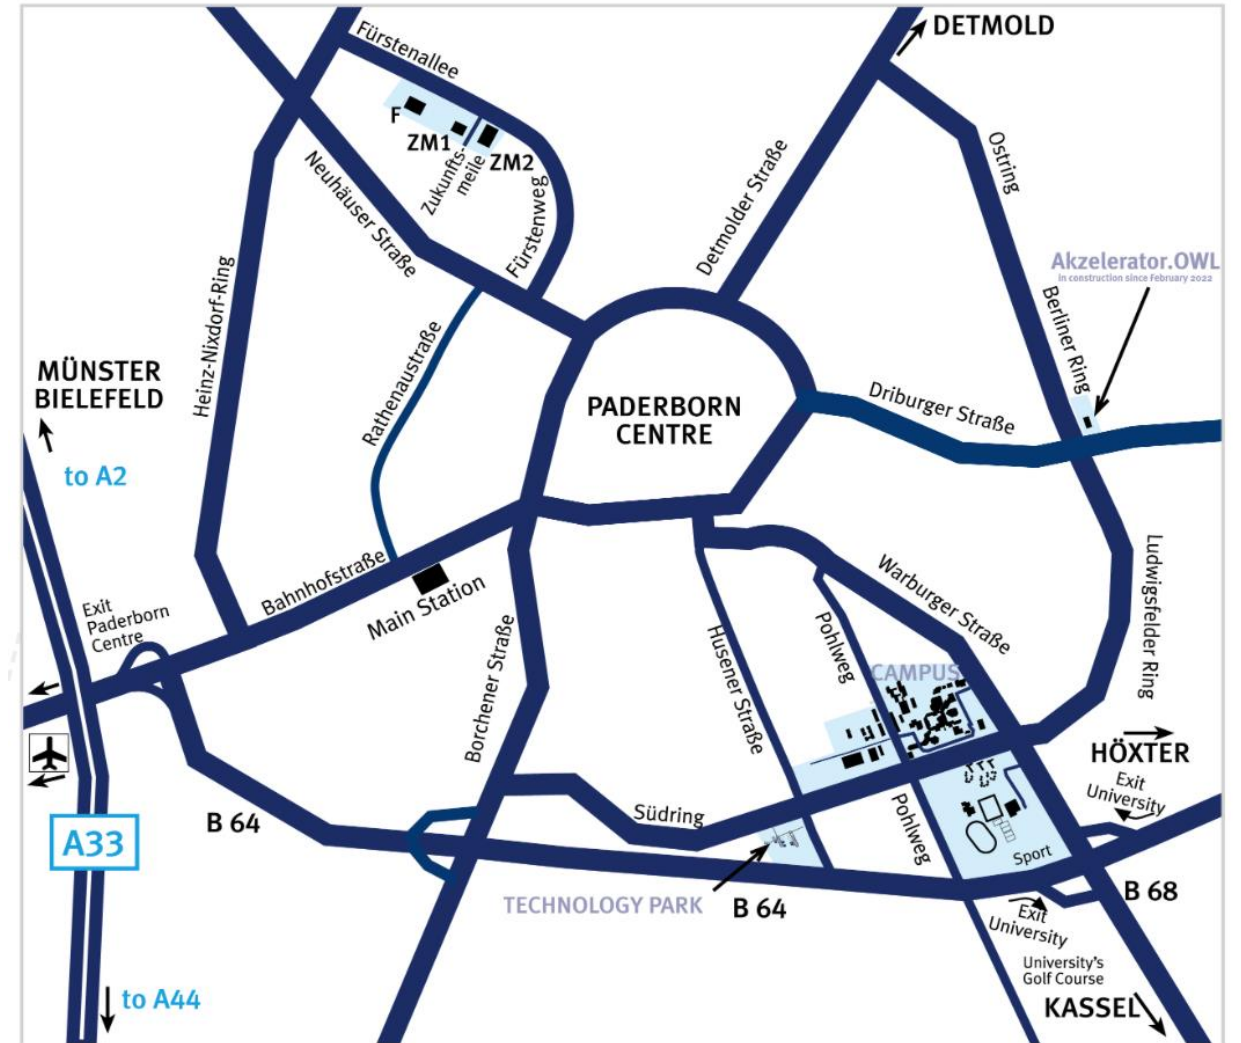 DETMOLD
Fürstenallee
F
ZM1
ZM2
Zukunfts-
meile
Fürstenweg
Neuhäuser Straße
Detmolder Straße
Ostring
Akzelerator.OWL
in construction since February 2022
Berliner Ring
Heinz-Nixdorf-Ring
Rathenaustraße
MÜNSTER
BIELEFELD
to A2
PADERBORN
CENTRE
Driburger Straße
Exit
Paderborn
Centre
Bahnhofstraße
Main Station
Borchener Straße
Husener Straße
Pohlweg
Warburger Straße
Ludwigsfelder Ring
CAMPUS
HÖXTER
Exit
University
Südring
B 64
A33
Pohlweg
Sport
TECHNOLOGY PARK
B 64
B 68
Exit
University
University's
Golf Course
KASSEL
to A44